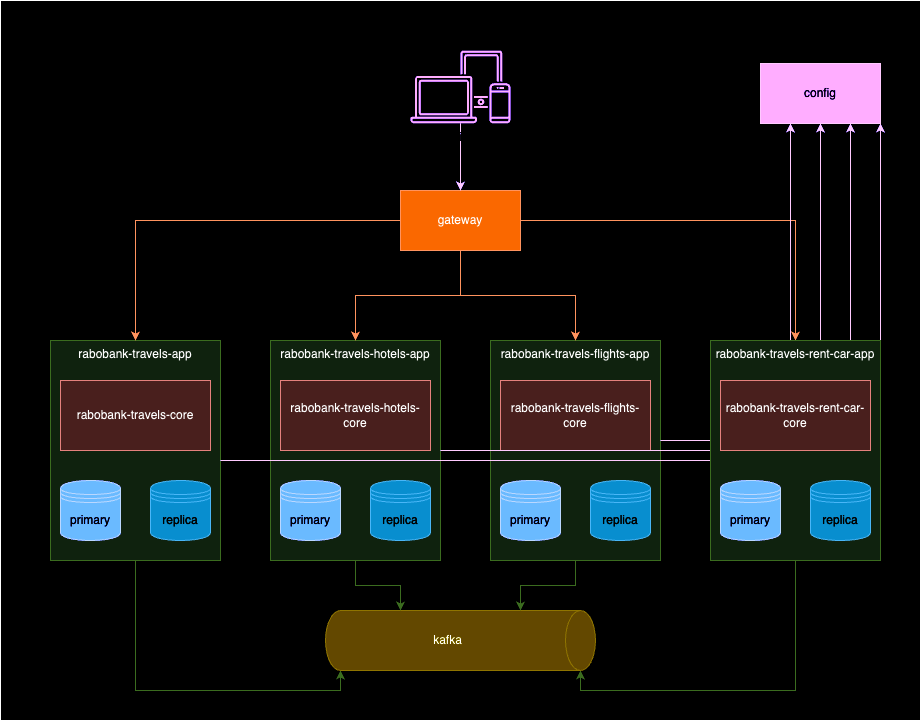 config
gateway
rabobank-travels-app
rabobank-travels-hotels-app
rabobank-travels-flights-app
rabobank-travels-rent-car-app
rabobank-travels-core
rabobank-travels-hotels-
core
rabobank-travels-flights-
core
rabobank-travels-rent-car-
core
primary
replica
primary
replica
primary
replica
primary
replica
kafka